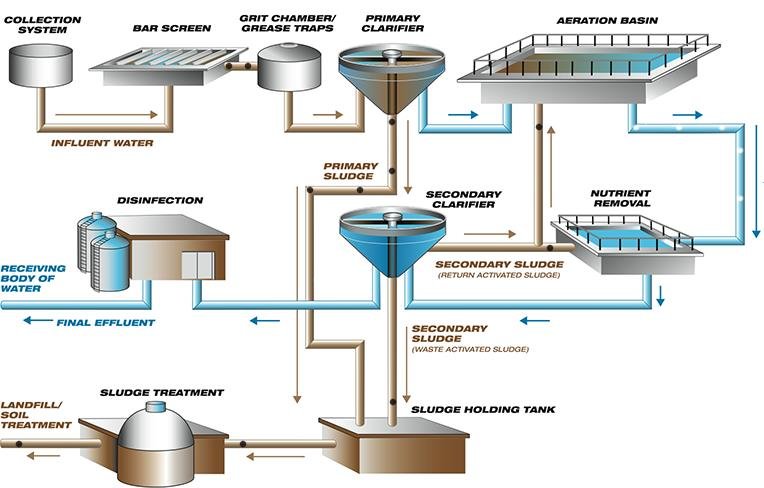 COLLECTION
SYSTEM
BAR SCREEN
GRIT CHAMBER/
GREASE TRAPS
PRIMARY
CLARIFIER
AERATION BASIN
INFLUENT WATER
PRIMARY
SLUDGE
DISINFECTION
SECONDARY
CLARIFIER
NUTRIENT
REMOVAL
RECEIVING
BODY OF
WATER
SECONDARY SLUDGE
(RETURN ACTIVATED SLUDGE)
FINAL EFFLUENT
SECONDARY
SLUDGE
(WASTE ACTIVATED SLUDGE)
LANDFILL/
SOIL
TREATMENT
SLUDGE TREATMENT
SLUDGE HOLDING TANK